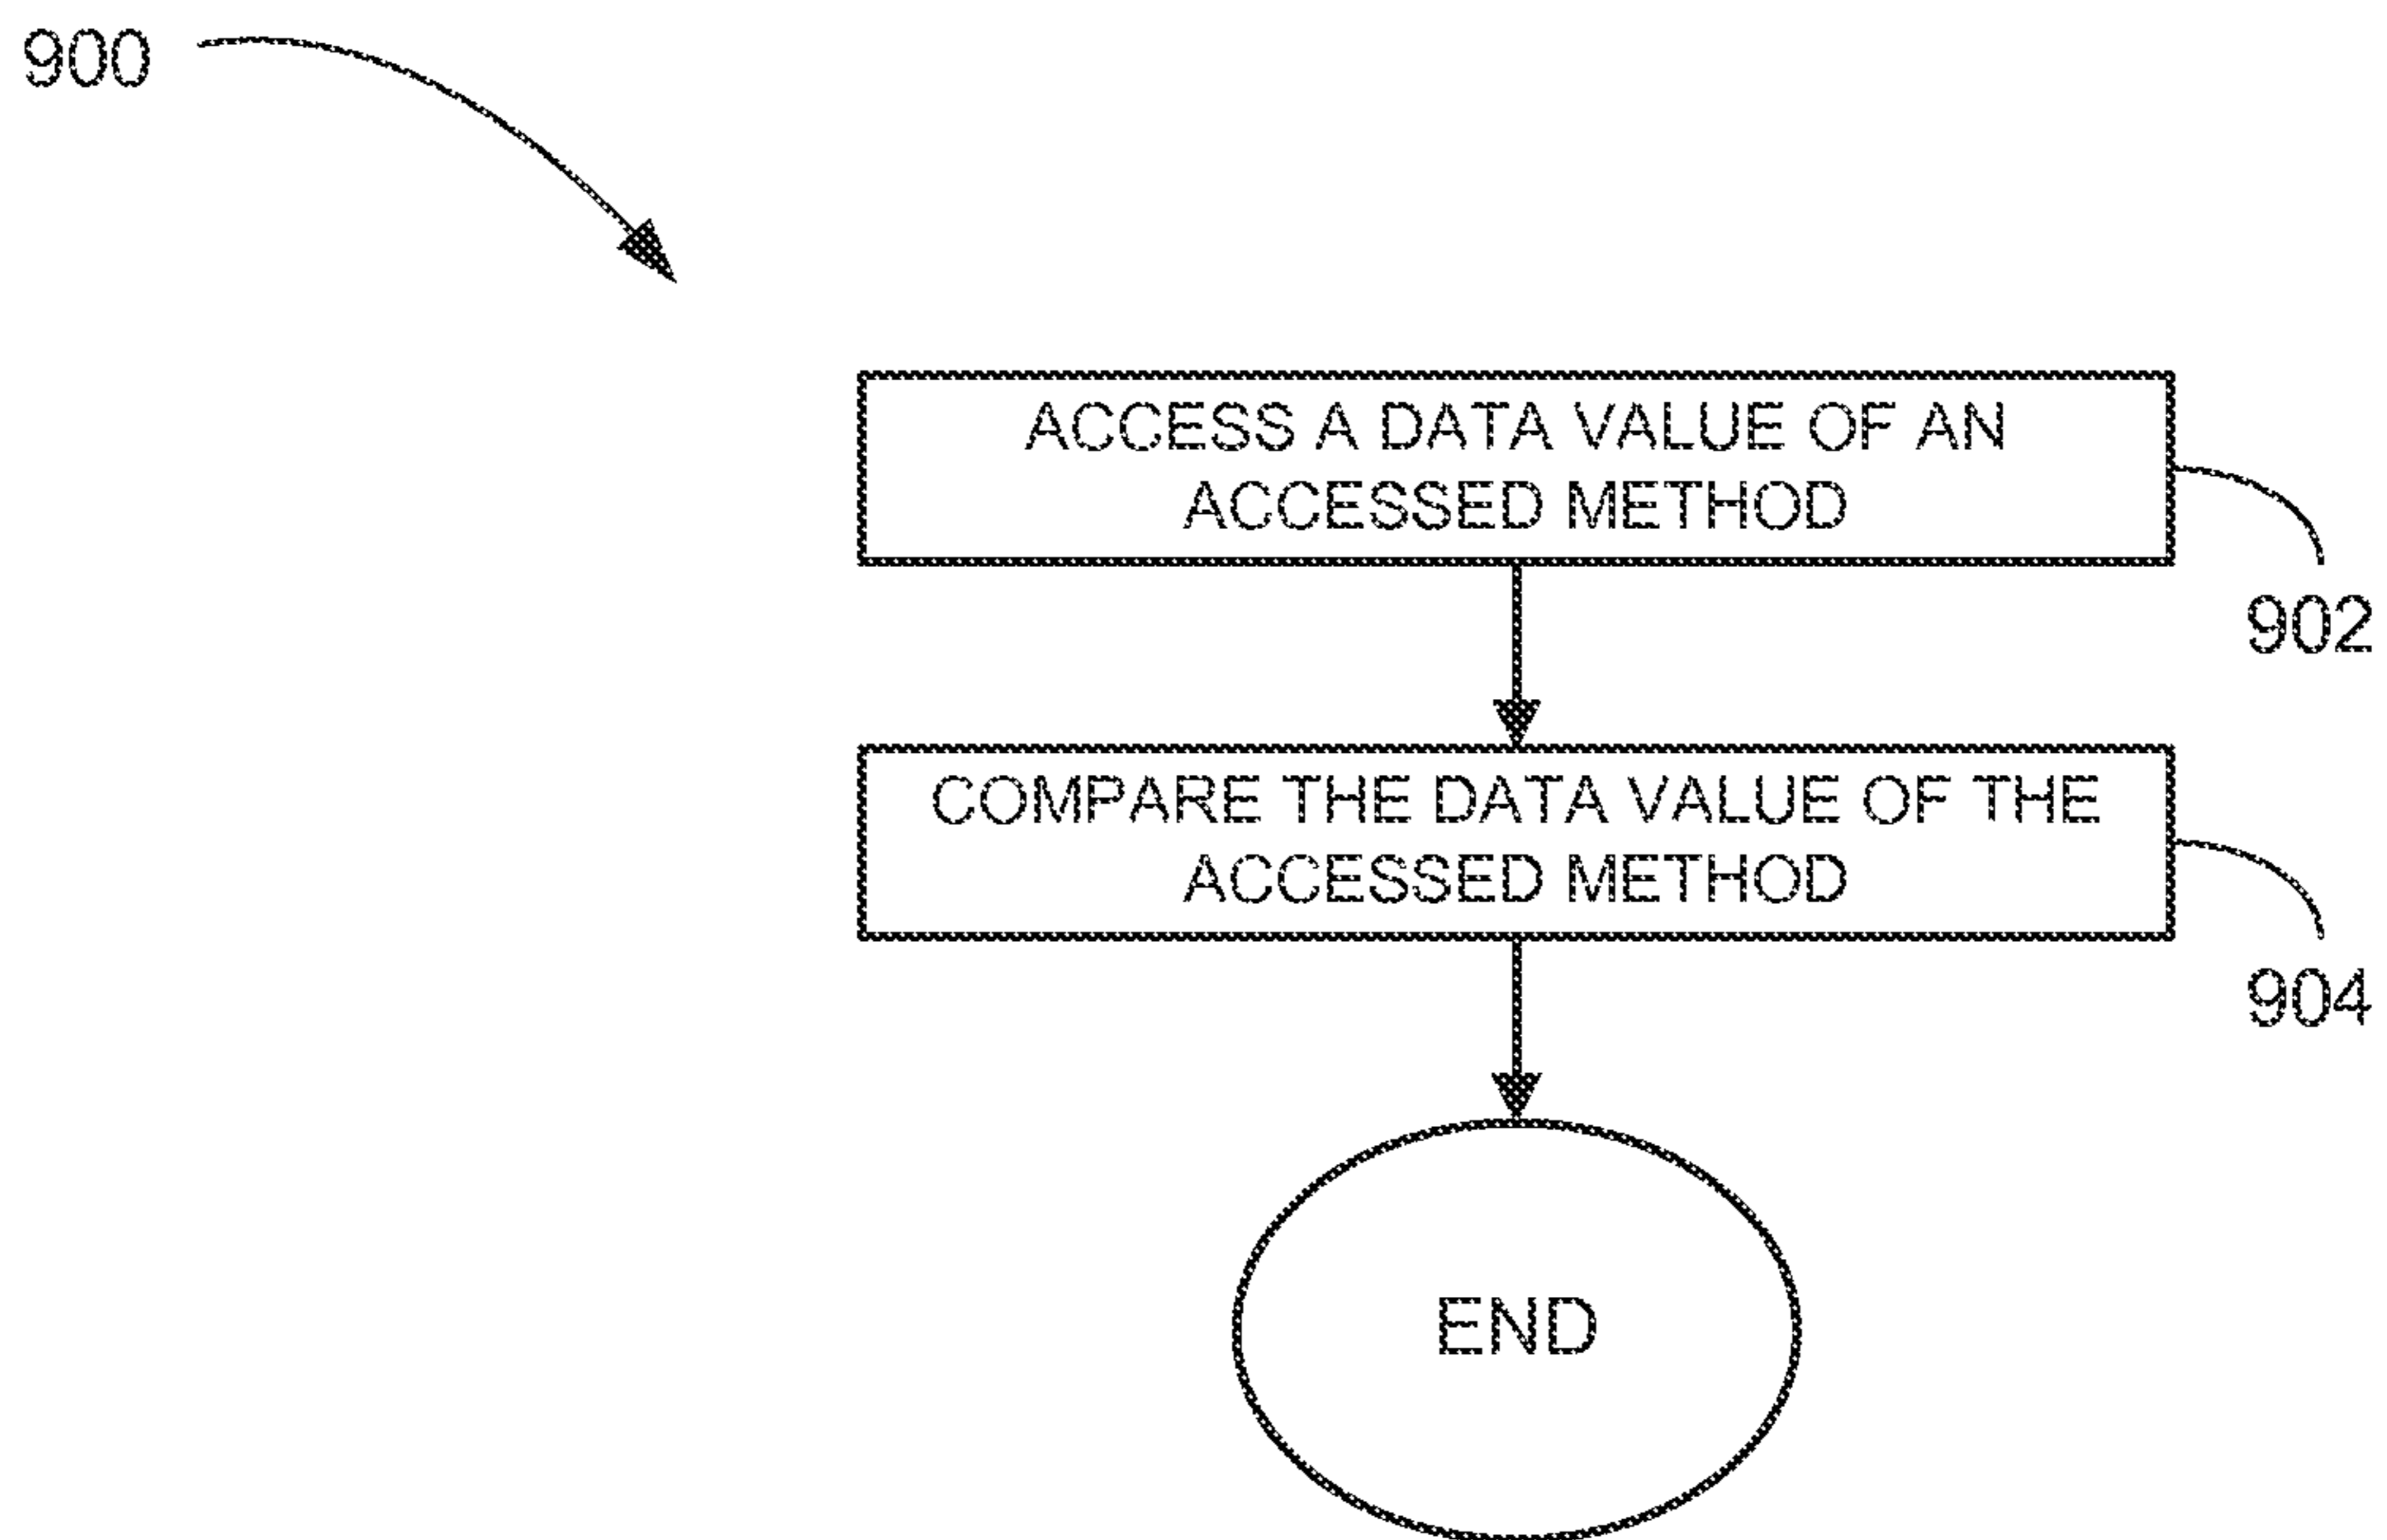 900
ACCESS A DATA VALUE OF AN
ACCESSED METHOD
902
COMPARE THE DATA VALUE OF THE
ACCESSED METHOD
904
END